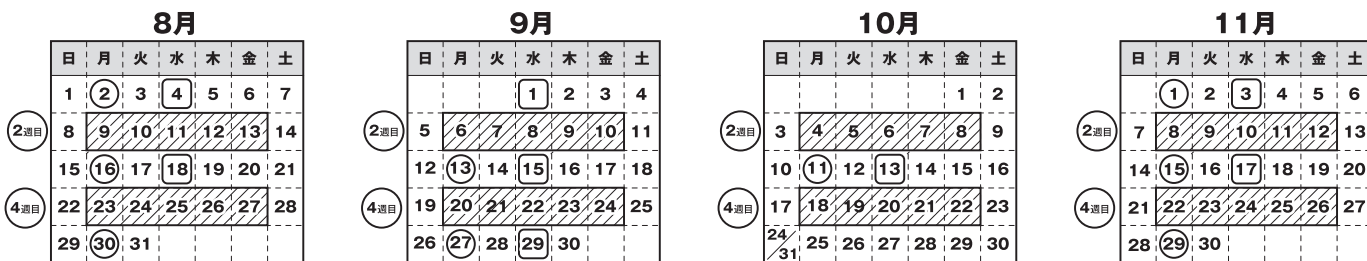 8月
日 月 火 水 木 金 土
1 2 3 4 5 6 7
2週目 8 9 10 11 12 13 14
15 16 17 18 19 20 21
4週目 22 23 24 25 26 27 28
29 30 31
9月
日 月 火 水 木 金 土
1 2 3 4
2週目 5 6 7 8 9 10 11
12 13 14 15 16 17 18
4週目 19 20 21 22 23 24 25
26 27 28 29 30
10月
日 月 火 水 木 金 土
1 2
2週目 3 4 5 6 7 8 9
10 11 12 13 14 15 16
4週目 17 18 19 20 21 22 23
24/31 25 26 27 28 29 30
11月
日 月 火 水 木 金 土
1 2 3 4 5 6
2週目 7 8 9 10 11 12 13
14 15 16 17 18 19 20
4週目 21 22 23 24 25 26 27
28 29 30